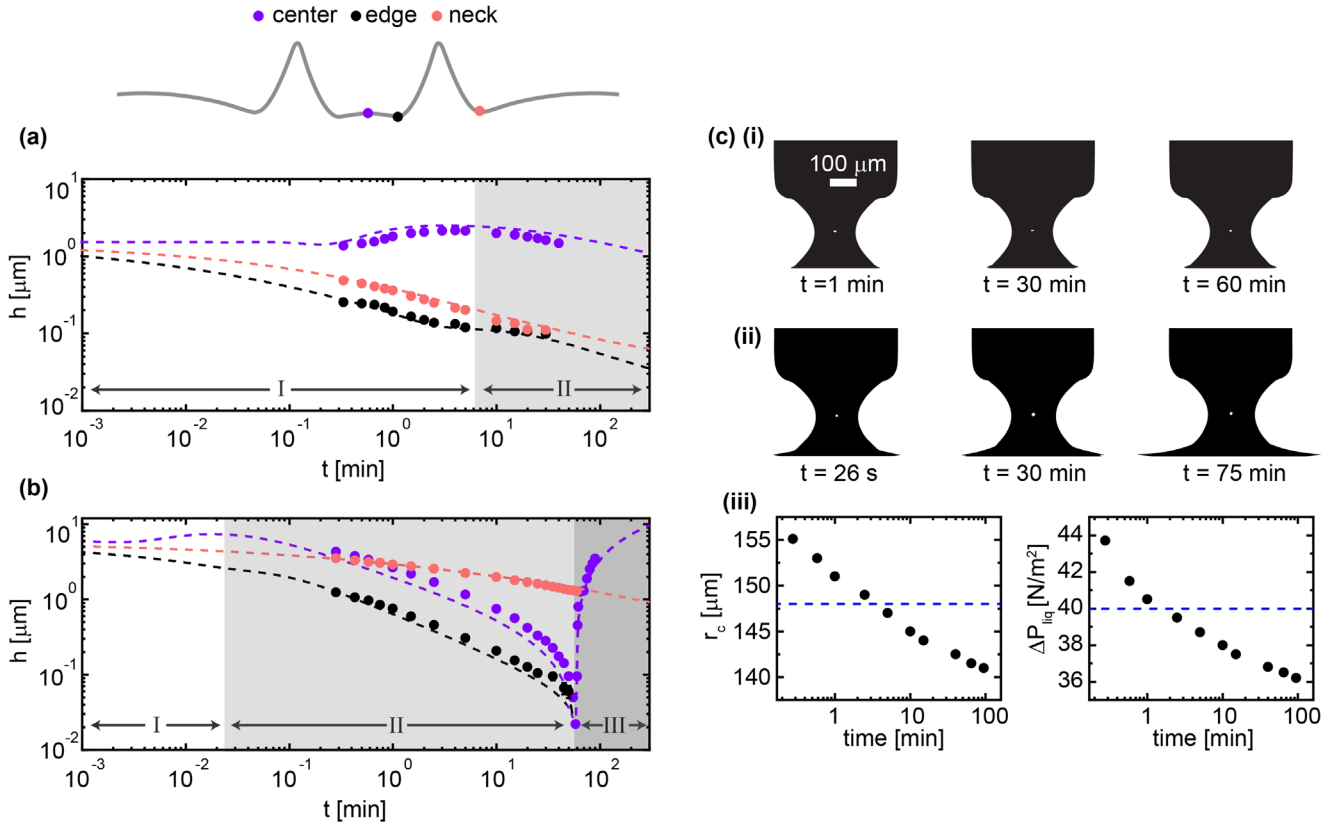 center edge neck
(a)
h [μm]
10^1
10^0
10^-1
10^-2
I
II
10^-3 10^-2 10^-1 10^0 10^1 10^2
t [min]
(b)
h [μm]
10^1
10^0
10^-1
10^-2
I
II
III
10^-3 10^-2 10^-1 10^0 10^1 10^2
t [min]
(c) (i)
100 μm
t =1 min t = 30 min t = 60 min
(ii)
t = 26 s t = 30 min t = 75 min
(iii)
r_c [μm]
155
150
145
140
1 10 100
time [min]
ΔP_liq [N/m²]
44
42
40
38
36
1 10 100
time [min]